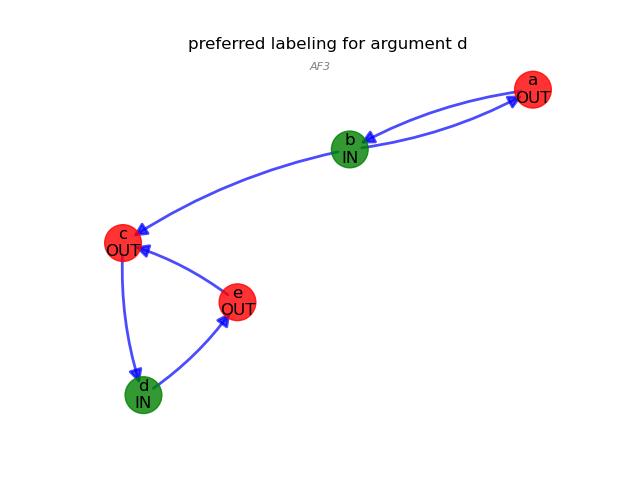 preferred labeling for argument d
AF3
a
OUT
b
IN
c
OUT
e
OUT
d
IN